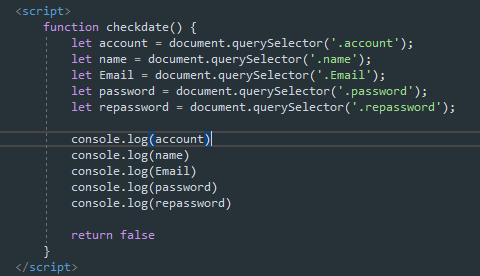 <script>
function checkdate() {
let account = document.querySelector('.account');
let name = document.querySelector('.name');
let Email = document.querySelector('.Email');
let password = document.querySelector('.password');
let repassword = document.querySelector('.repassword');
console.log(account)
console.log(name)
console.log(Email)
console.log(password)
console.log(repassword)
return false
}
</script>